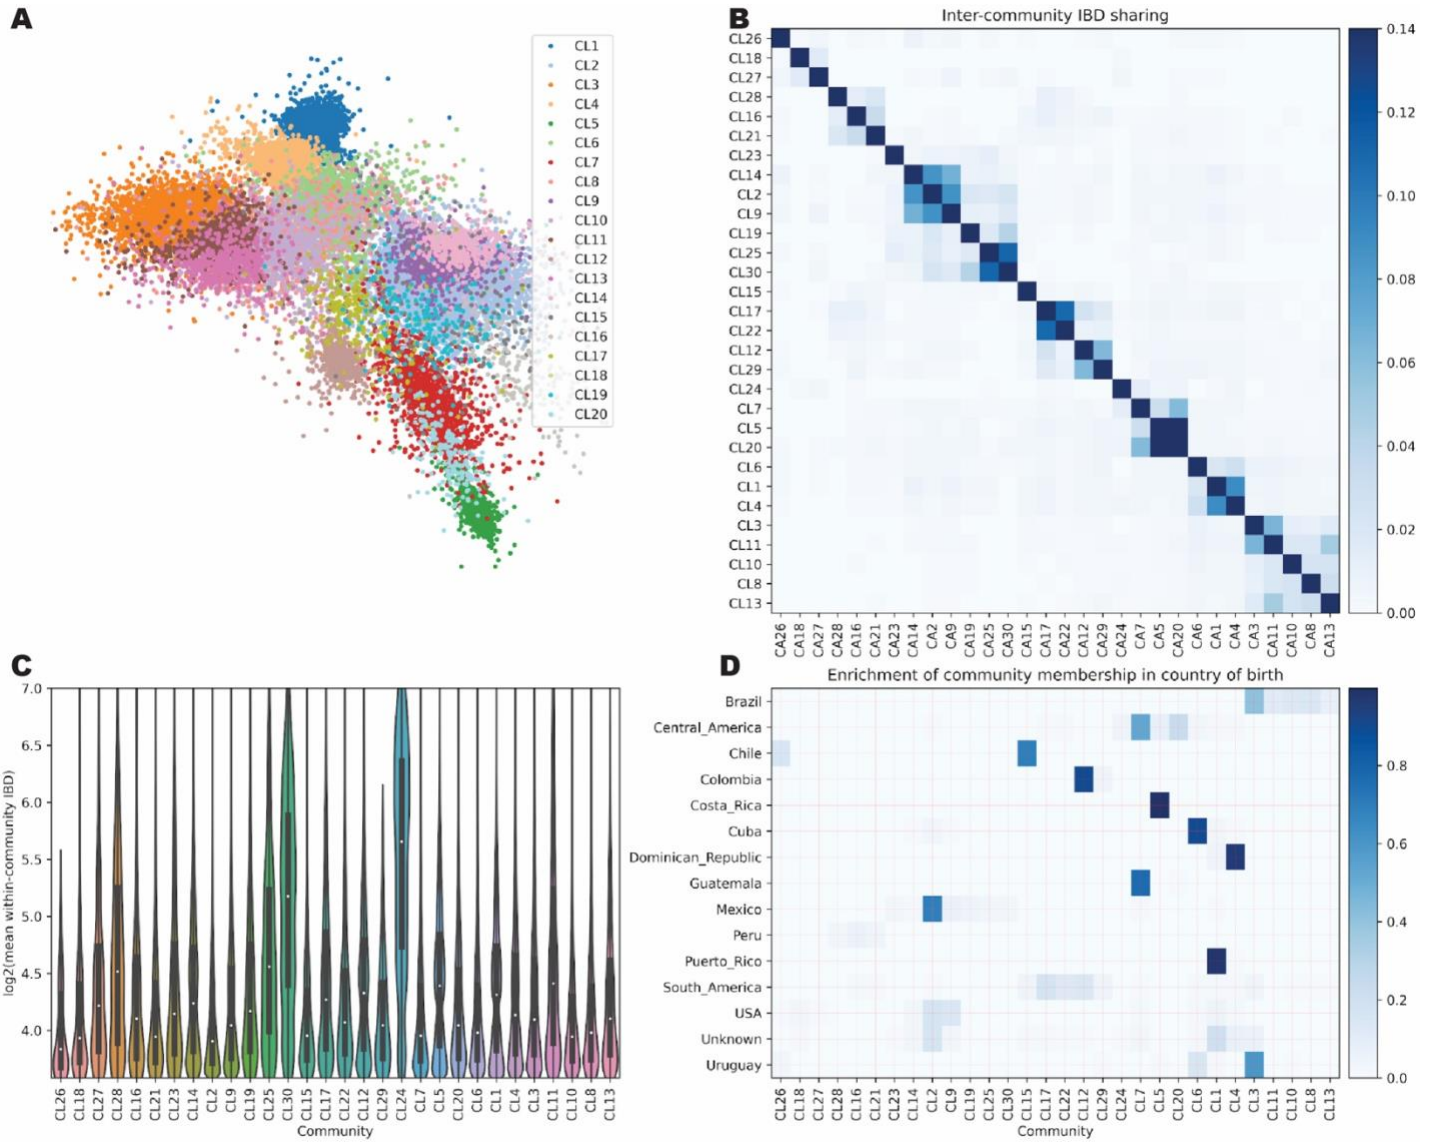 A
CL1
CL2
CL3
CL4
CL5
CL6
CL7
CL8
CL9
CL10
CL11
CL12
CL13
CL14
CL15
CL16
CL17
CL18
CL19
CL20
B
Inter-community IBD sharing
CL26
CL18
CL27
CL28
CL16
CL21
CL23
CL14
CL2
CL9
CL19
CL25
CL30
CL15
CL17
CL22
CL12
CL29
CL24
CL7
CL5
CL20
CL6
CL1
CL4
CL3
CL11
CL10
CL8
CL13
CA26 CA18 CA27 CA28 CA16 CA21 CA23 CA14 CA2 CA9 CA19 CA25 CA30 CA15 CA17 CA22 CA12 CA29 CA24 CA7 CA5 CA20 CA6 CA1 CA4 CA3 CA11 CA10 CA8 CA13
0.14
0.12
0.10
0.08
0.06
0.04
0.02
0.00
C
log2(mean within-community IBD)
7.0
6.5
6.0
5.5
5.0
4.5
4.0
CL26 CL18 CL27 CL28 CL16 CL21 CL23 CL14 CL2 CL9 CL19 CL25 CL30 CL15 CL17 CL22 CL12 CL29 CL24 CL7 CL5 CL20 CL6 CL1 CL4 CL3 CL11 CL10 CL8 CL13
Community
D
Enrichment of community membership in country of birth
Brazil
Central_America
Chile
Colombia
Costa_Rica
Cuba
Dominican_Republic
Guatemala
Mexico
Peru
Puerto_Rico
South_America
USA
Unknown
Uruguay
CL26 CL18 CL27 CL28 CL16 CL21 CL23 CL14 CL2 CL9 CL19 CL25 CL30 CL15 CL17 CL22 CL12 CL29 CL24 CL7 CL5 CL20 CL6 CL1 CL4 CL3 CL11 CL10 CL8 CL13
Community
0.8
0.6
0.4
0.2
0.0